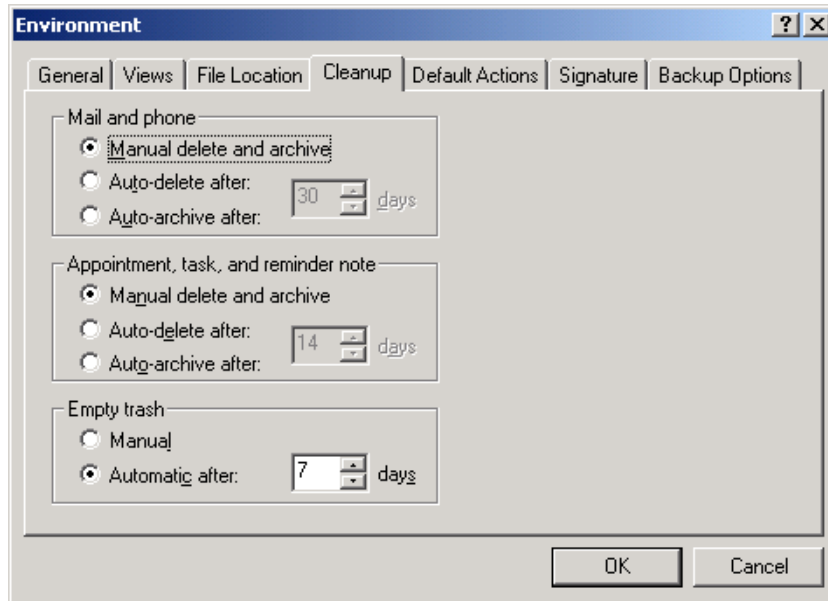 Environment
General Views File Location Cleanup Default Actions Signature Backup Options
Mail and phone
Manual delete and archive
Auto-delete after:
30 days
Auto-archive after:
Appointment, task, and reminder note
Manual delete and archive
Auto-delete after:
14 days
Auto-archive after:
Empty trash
Manual
Automatic after: 7 days
OK Cancel